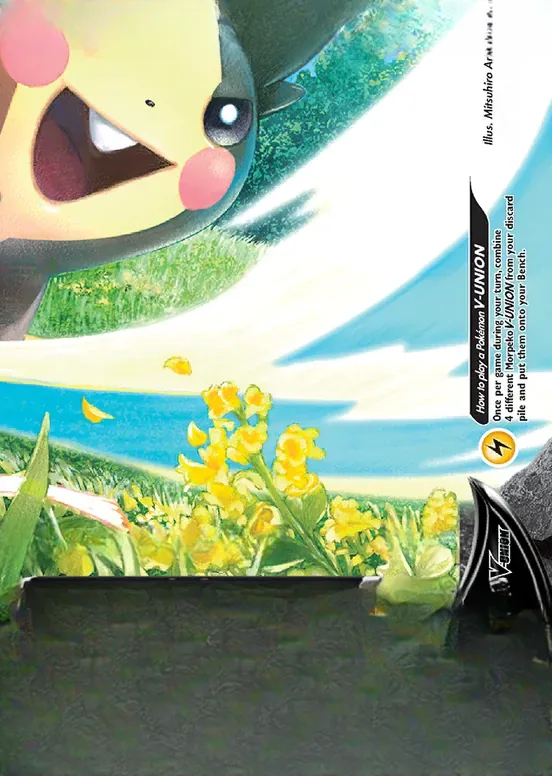 Illus. Mitsuhiro
How to play a Pokémon V-UNION
Once per game during your turn, combine
4 different Morpeko V-UNION from your discard
pile and put them onto your Bench.
V-UNION